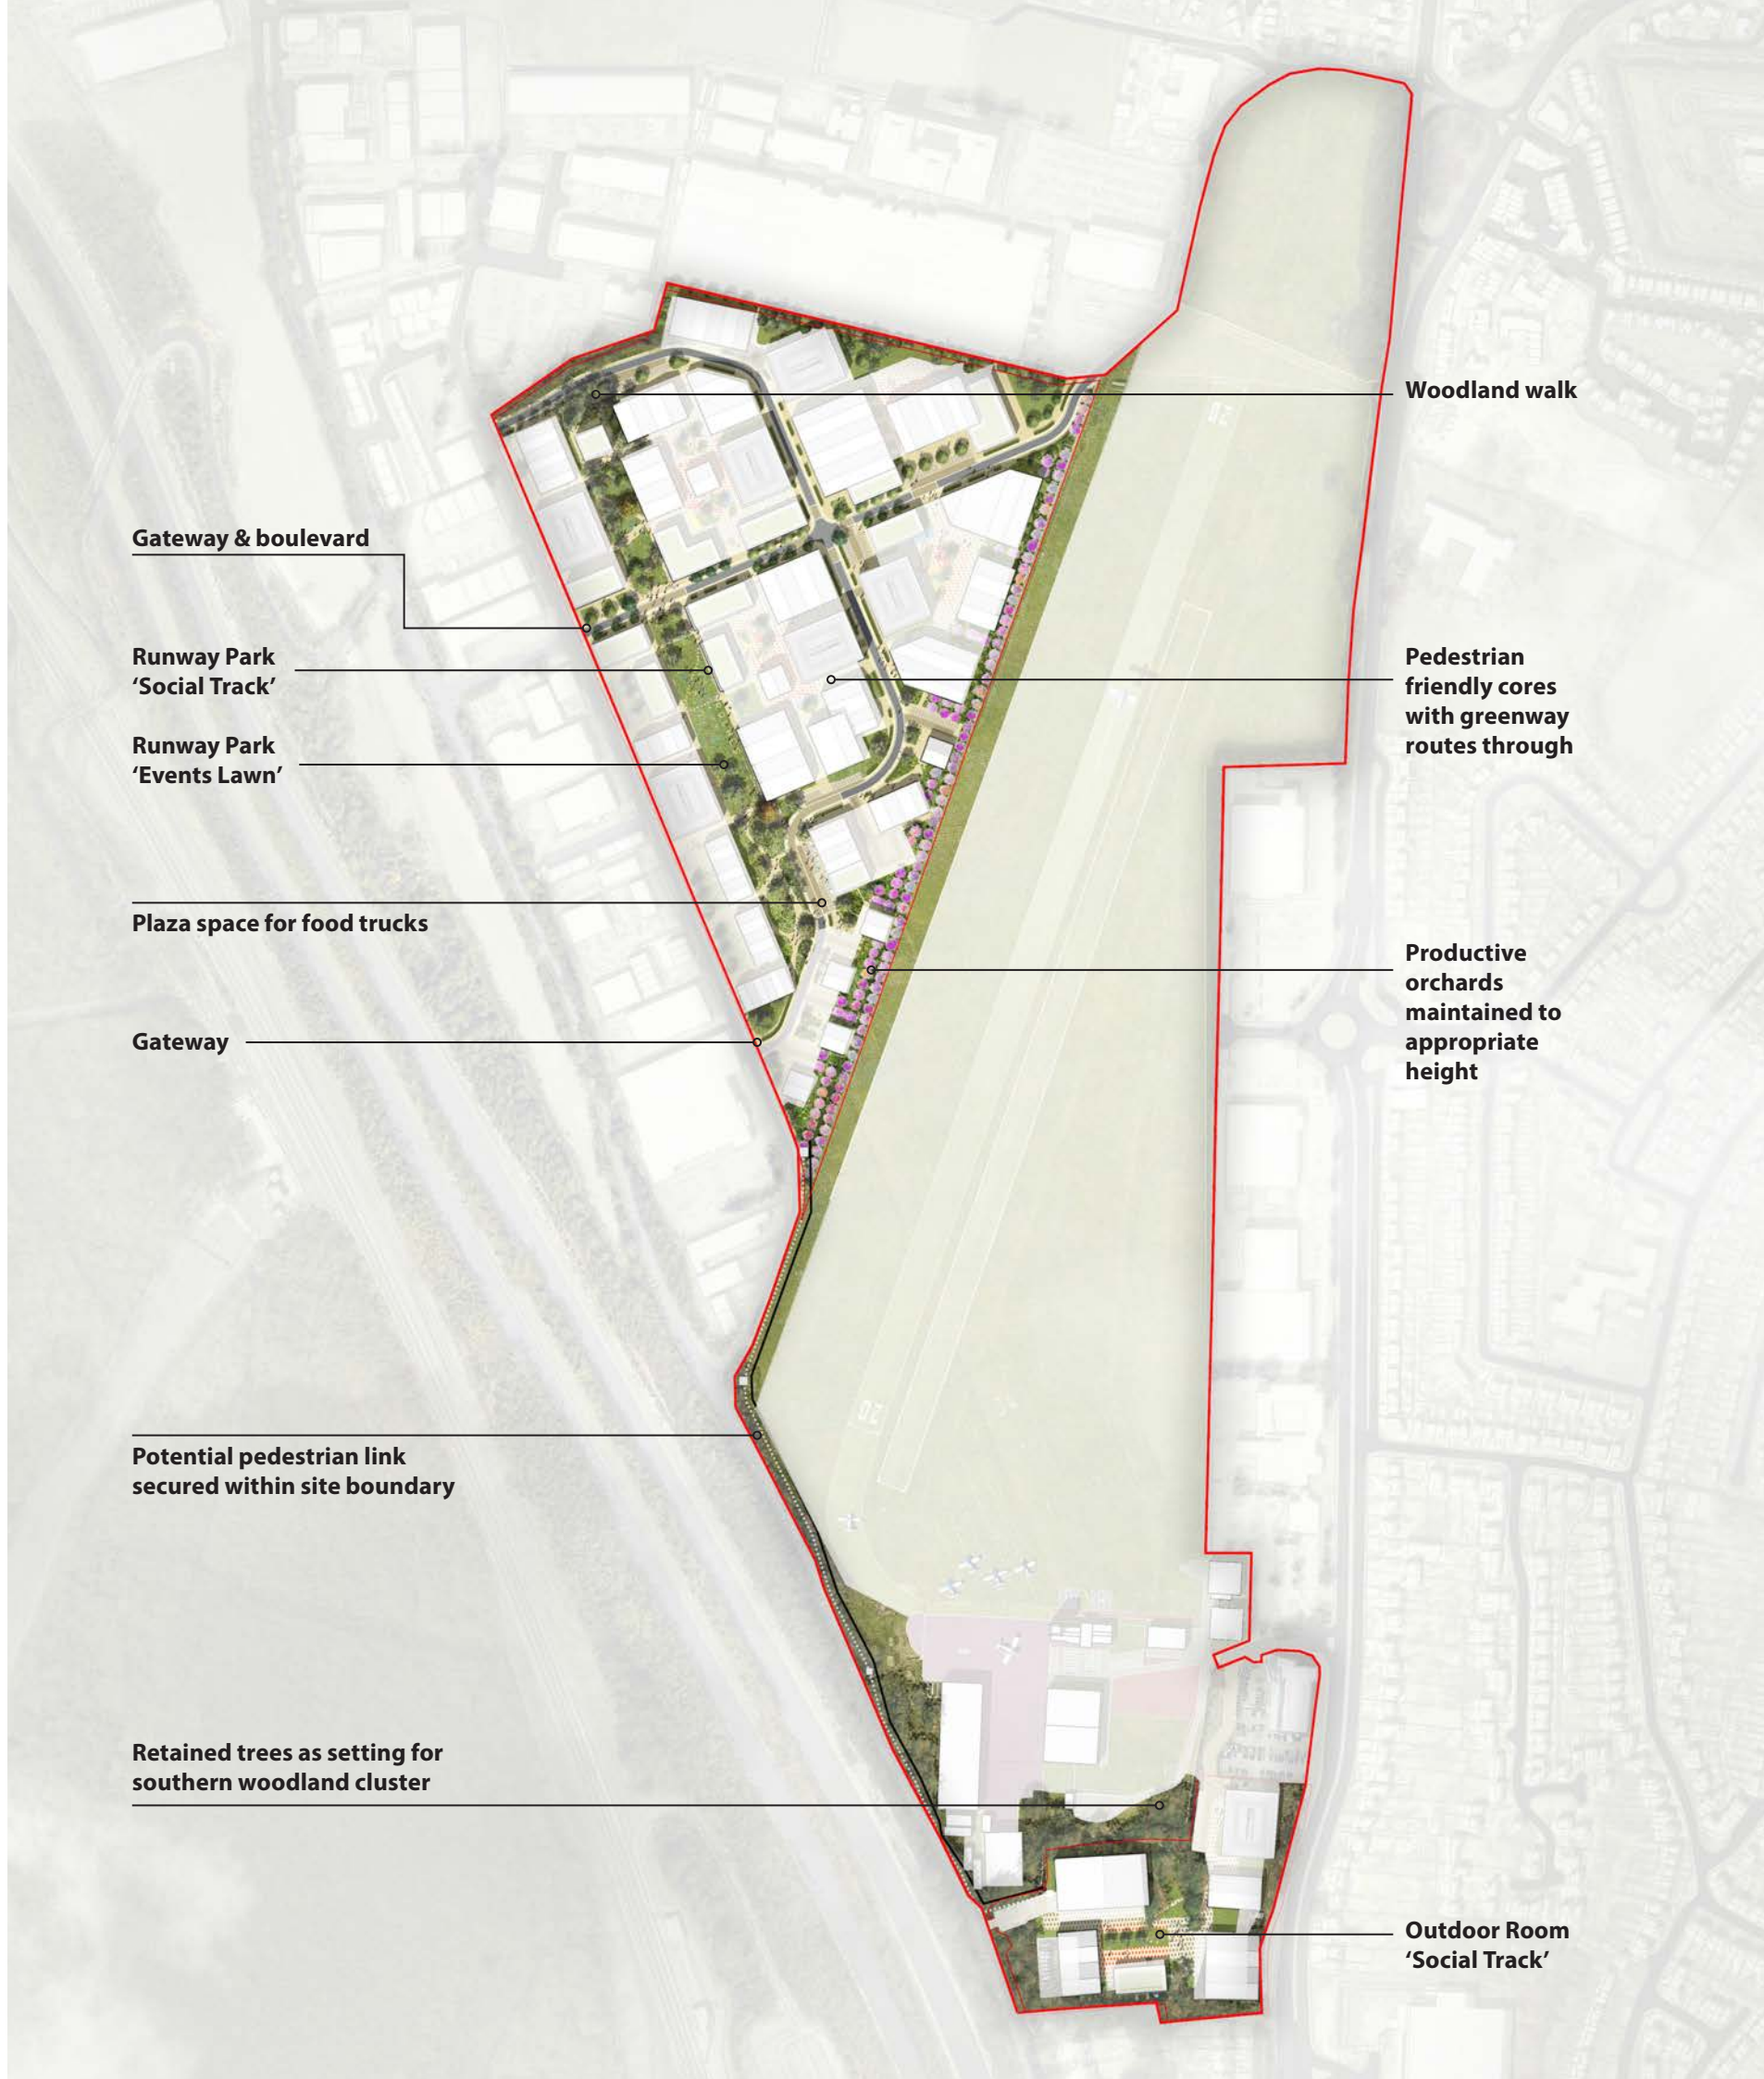 Woodland walk
Gateway & boulevard
Runway Park
‘Social Track’
Pedestrian
friendly cores
with greenway
routes through
Runway Park
‘Events Lawn’
Plaza space for food trucks
Productive
orchards
maintained to
appropriate
height
Gateway
Potential pedestrian link
secured within site boundary
Retained trees as setting for
southern woodland cluster
Outdoor Room
‘Social Track’